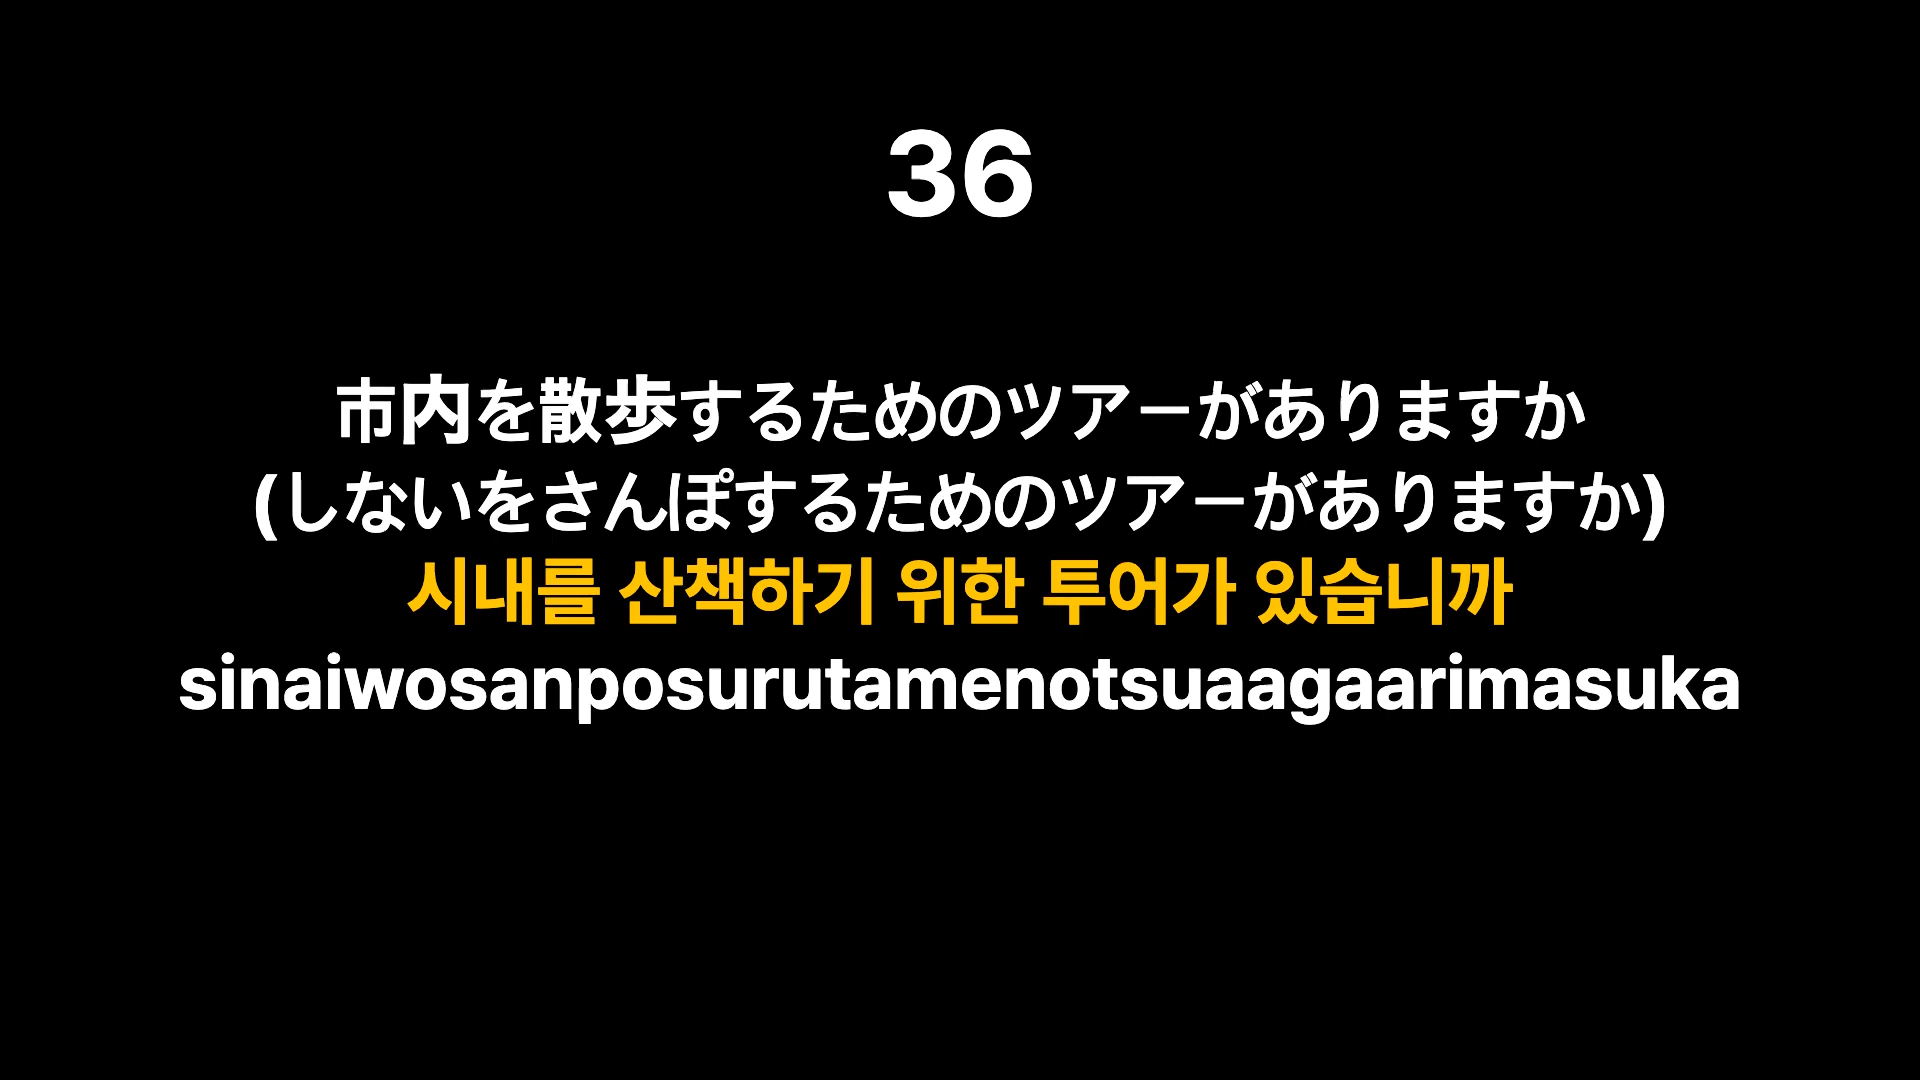 36
市内を散歩するためのツアーがありますか
(しないをさんぽするためのツアーがありますか)
시내를 산책하기 위한 투어가 있습니까
sinaiwosanposurutamenotsuaagaarimasuka